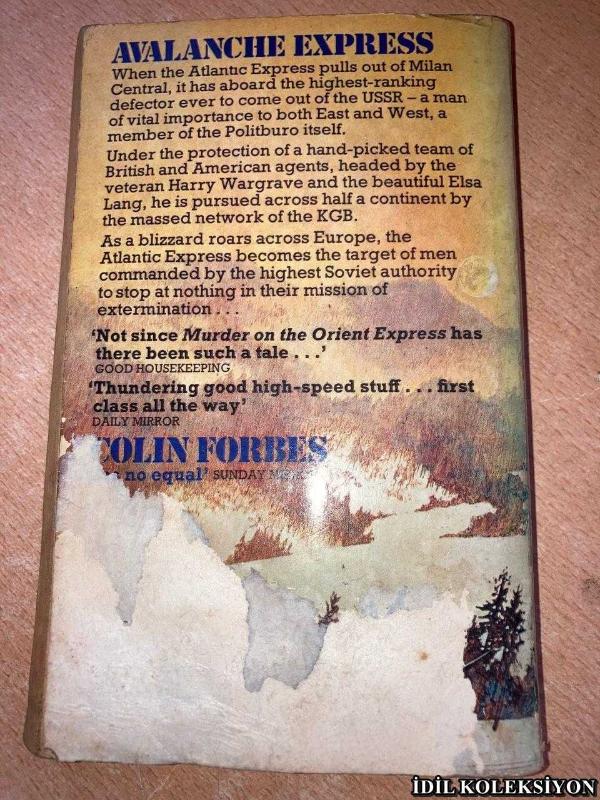 AVALANCHE EXPRESS
When the Atlantic Express pulls out of Milan
Central, it has aboard the highest-ranking
defector ever to come out of the USSR – a man
of vital importance to both East and West, a
member of the Politburo itself.
Under the protection of a hand-picked team of
British and American agents, headed by the
veteran Harry Wargrave and the beautiful Elsa
Lang, he is pursued across half a continent by
the massed network of the KGB.
As a blizzard roars across Europe, the
Atlantic Express becomes the target of men
commanded by the highest Soviet authority
to stop at nothing in their mission of
extermination . . .
‘Not since Murder on the Orient Express has
there been such a tale . . .’
GOOD HOUSEKEEPING
‘Thundering good high-speed stuff . . . first
class all the way’
DAILY MIRROR
COLIN FORBES
no equal’ SUNDAY
İDİL KOLEKSİYON